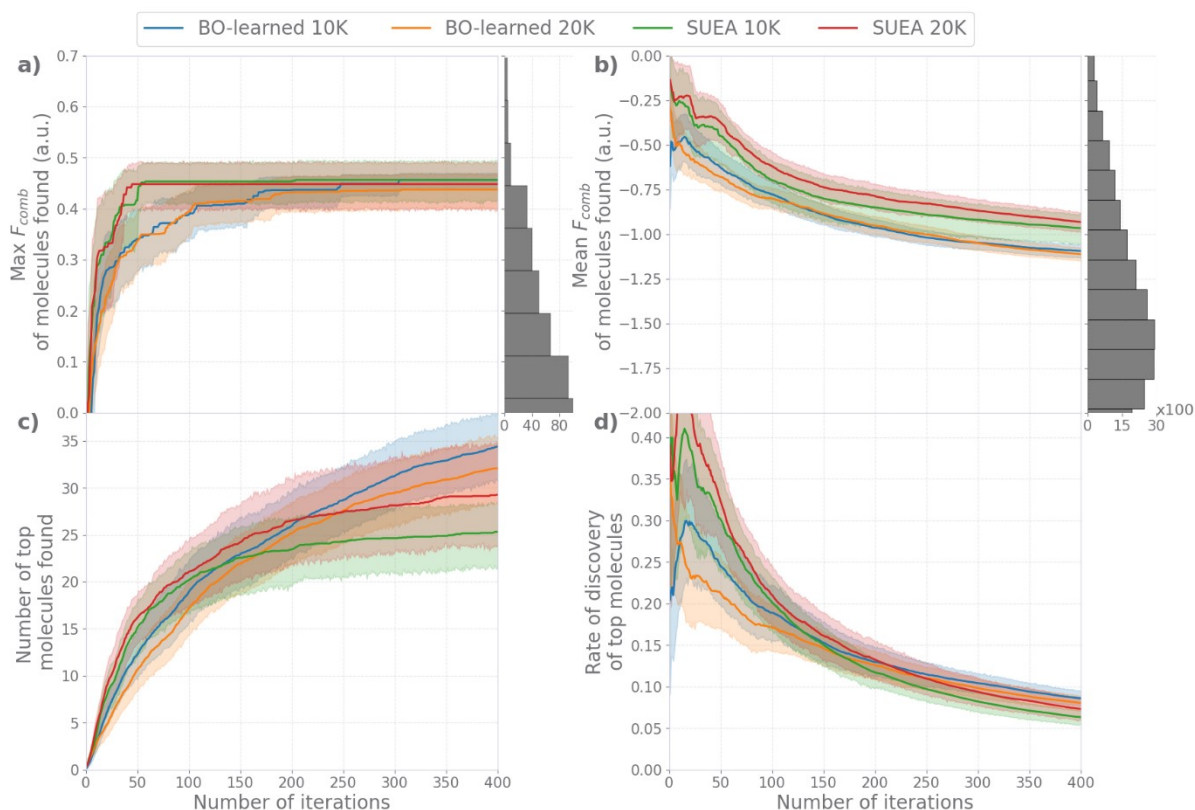 BO-learned 10K BO-learned 20K SUEA 10K SUEA 20K
a)
0.7
0.6
0.5
0.4
0.3
0.2
0.1
0.0
Max F_comb
of molecules found (a.u.)
0 40 80
b)
0.00
−0.25
−0.50
−0.75
−1.00
−1.25
−1.50
−1.75
−2.00
Mean F_comb
of molecules found (a.u.)
0 15 30
x100
c)
35
30
25
20
15
10
5
0
Number of top
molecules found
0 50 100 150 200 250 300 350 400
Number of iterations
d)
0.40
0.35
0.30
0.25
0.20
0.15
0.10
0.05
0.00
Rate of discovery
of top molecules
0 50 100 150 200 250 300 350 400
Number of iterations